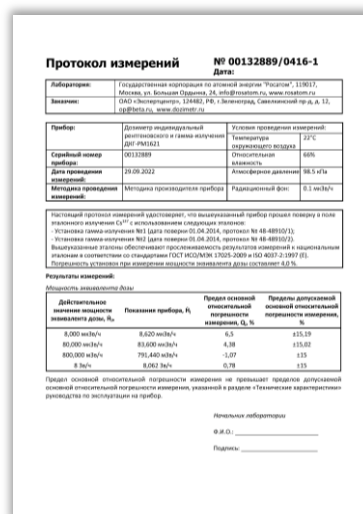 Протокол измерений № 00132889/0416-1
Дата:
Лаборатория: Государственная корпорация по атомной энергии "Росатом", 119017,
Москва, ул. Большая Ордынка, 24, info@rosatom.ru, www.rosatom.ru
Заказчик: ОАО «Экспертцентр», 124482, РФ, г.Зеленоград, Савелкинский пр-д, д. 12,
op@beta.ru, www.dozimetr.ru
Прибор: Дозиметр индивидуальный Условия проведения измерений:
рентгеновского и гамма-излучения Температура 22°C
ДКГ-РМ1621 окружающего воздуха
Серийный номер 00132889 Относительная 66%
прибора: влажность
Дата проведения 29.09.2022 Атмосферное давление 98.5 кПа
измерений:
Методика проведения Методика производителя прибора Радиационный фон: 0.1 мкЗв/ч
измерений:
Настоящий протокол измерений удостоверяет, что вышеуказанный прибор прошел поверку в поле
эталонного излучения Cs¹³⁷ с использованием следующих эталонов:
- Установка гамма-излучения №1 (дата поверки 01.04.2014, протокол № 48-48910/1);
- Установка гамма-излучения №2 (дата поверки 01.04.2014, протокол № 48-48910/2).
Вышеуказанные эталоны обеспечивают прослеживаемость результатов измерений к национальным
эталонам в соответствии со стандартами ГОСТ ИСО/МЭК 17025-2009 и ISO 4037-2:1997 (E).
Погрешность установок при измерении мощности эквивалента дозы составляет 4,0 %.
Результаты измерений:
Мощность эквивалента дозы
Действительное Предел основной Пределы допускаемой
значение мощности Показания прибора, Ḣᵢ относительной основной относительной
эквивалента дозы, Ḣₒᵢ погрешности погрешности измерения,
измерения, Qᵢ, % %
8,000 мкЗв/ч 8,620 мкЗв/ч 6,5 ±15,19
80,000 мкЗв/ч 83,600 мкЗв/ч 4,38 ±15,02
800,000 мкЗв/ч 791,440 мкЗв/ч -1,07 ±15
8 Зв/ч 8,062 Зв/ч 0,78 ±15
Предел основной относительной погрешности измерения не превышает пределов допускаемой
основной относительной погрешности измерения, указанной в разделе «Технические характеристики»
руководства по эксплуатации на прибор.
Начальник лаборатории
Ф.И.О.:
Подпись: